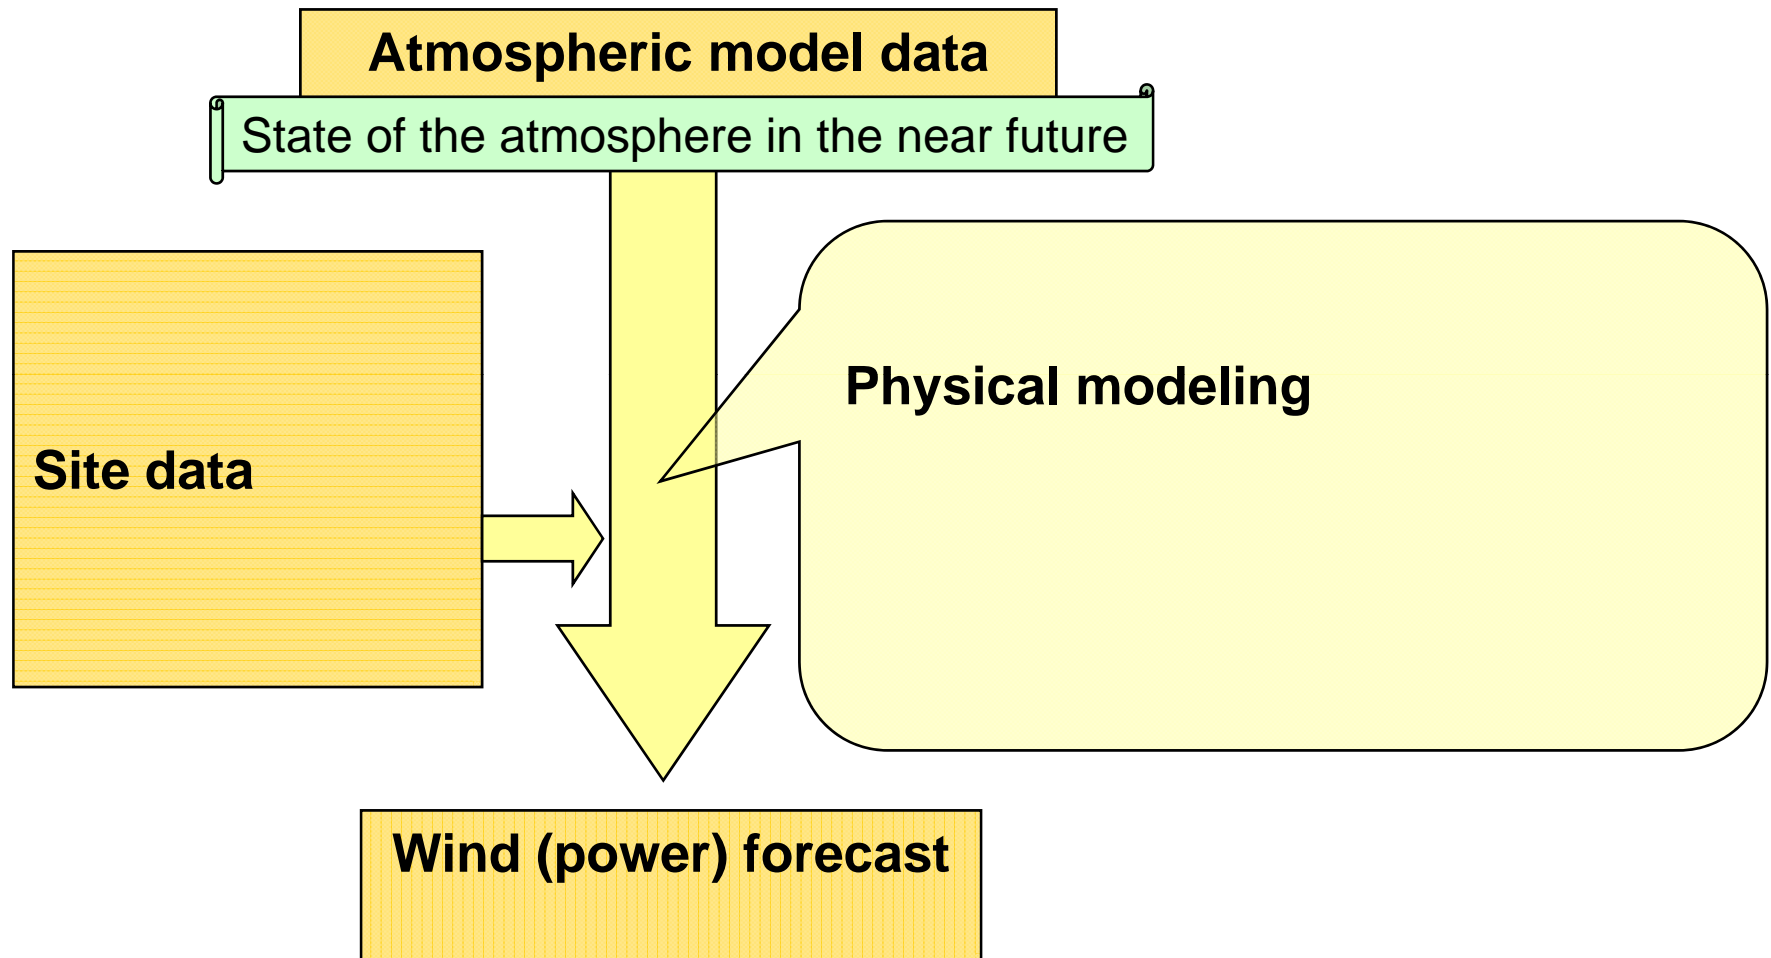 Atmospheric model data
State of the atmosphere in the near future
Physical modeling
Site data
Wind (power) forecast